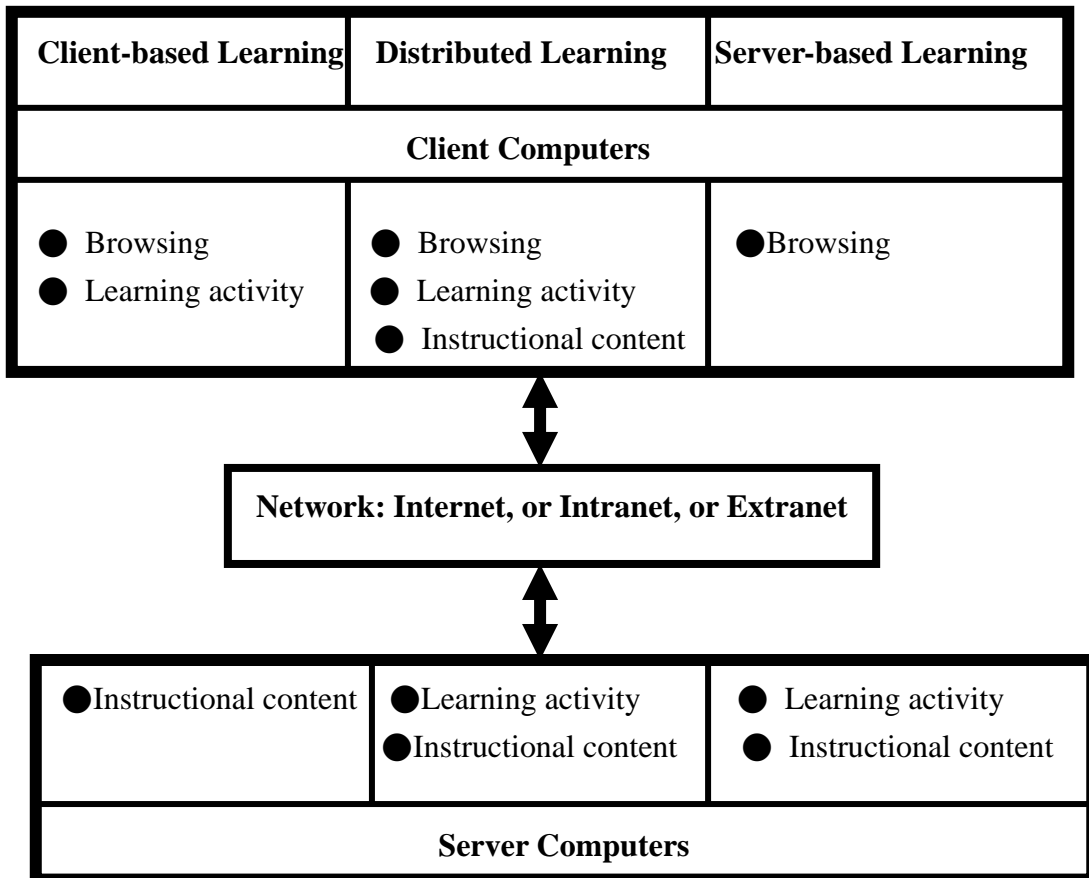 Client-based Learning Distributed Learning Server-based Learning
Client Computers
● Browsing ● Browsing ●Browsing
● Learning activity ● Learning activity
● Instructional content
Network: Internet, or Intranet, or Extranet
●Instructional content ●Learning activity ● Learning activity
●Instructional content ● Instructional content
Server Computers